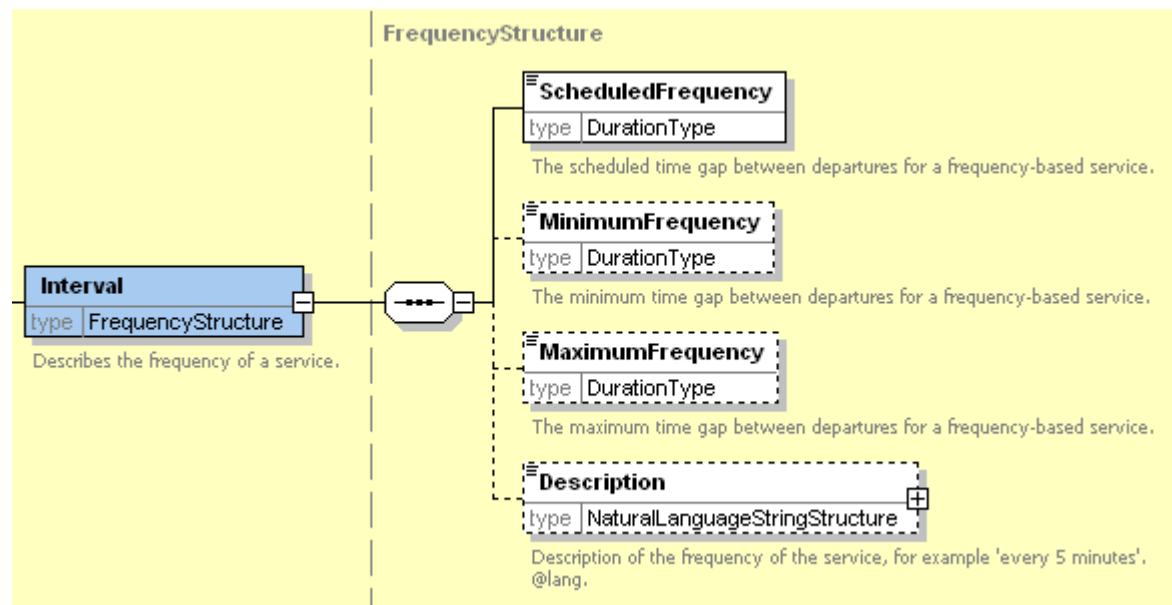 FrequencyStructure
ScheduledFrequency
type DurationType
The scheduled time gap between departures for a frequency-based service.
MinimumFrequency
type DurationType
The minimum time gap between departures for a frequency-based service.
Interval
type FrequencyStructure
Describes the frequency of a service.
MaximumFrequency
type DurationType
The maximum time gap between departures for a frequency-based service.
Description
type NaturalLanguageStringStructure
Description of the frequency of the service, for example 'every 5 minutes'.
@lang.